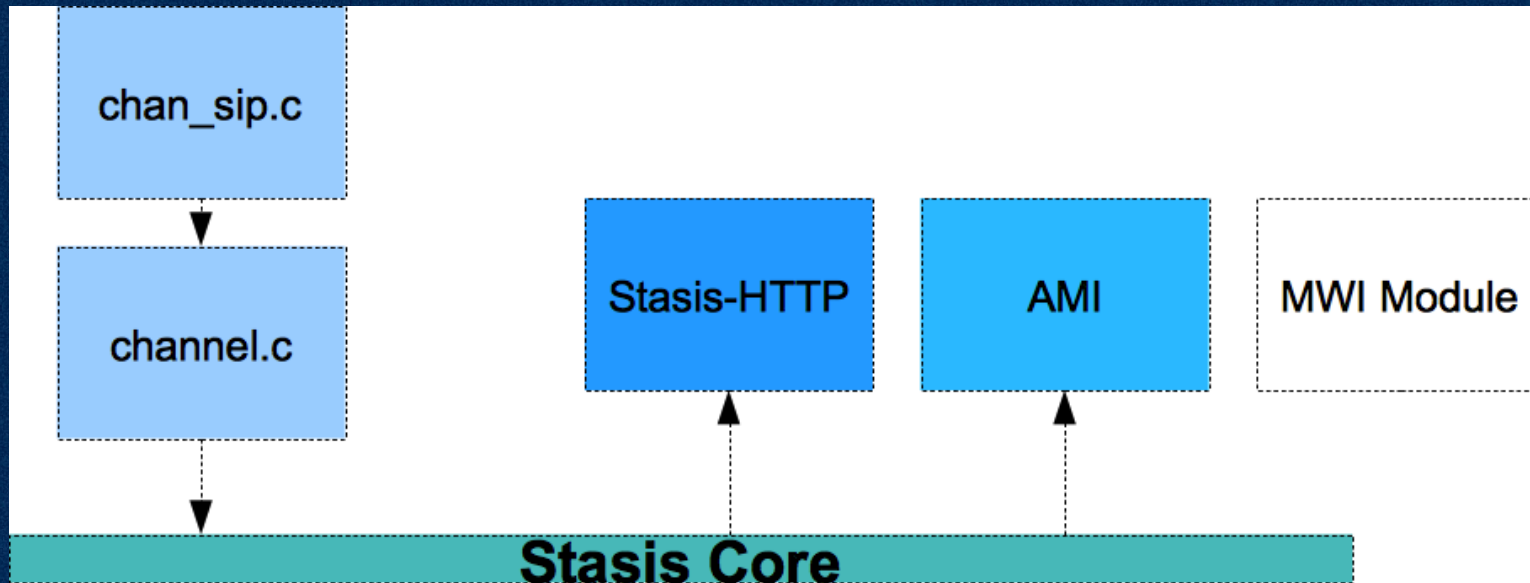 chan_sip.c
channel.c
Stasis-HTTP
AMI
MWI Module
Stasis Core